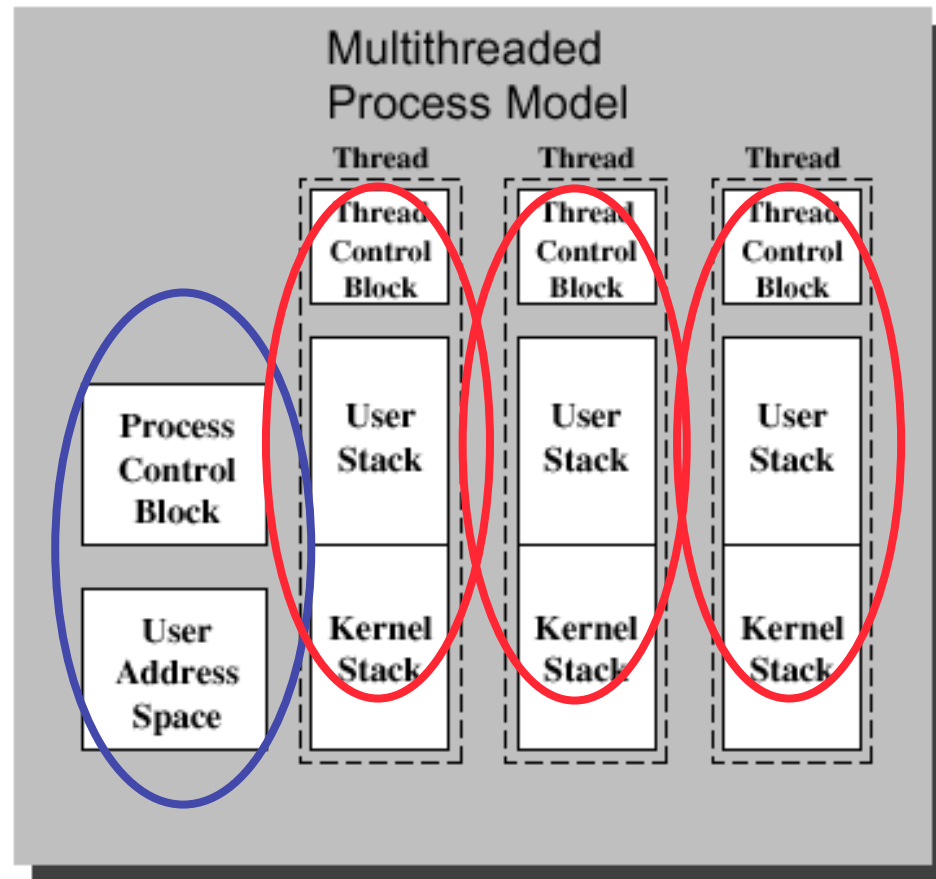 Multithreaded
Process Model
Thread
Thread
Control
Block
User
Stack
Kernel
Stack
Thread
Thread
Control
Block
User
Stack
Kernel
Stack
Thread
Thread
Control
Block
User
Stack
Kernel
Stack
Process
Control
Block
User
Address
Space